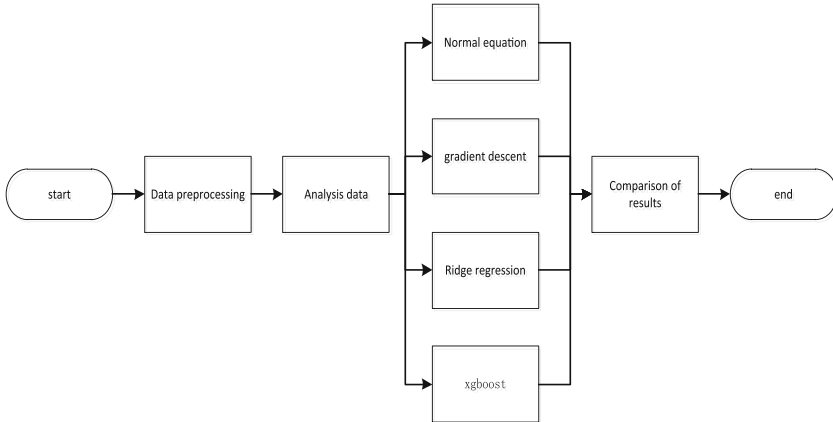 start
Data preprocessing
Analysis data
Normal equation
gradient descent
Ridge regression
xgboost
Comparison of
results
end